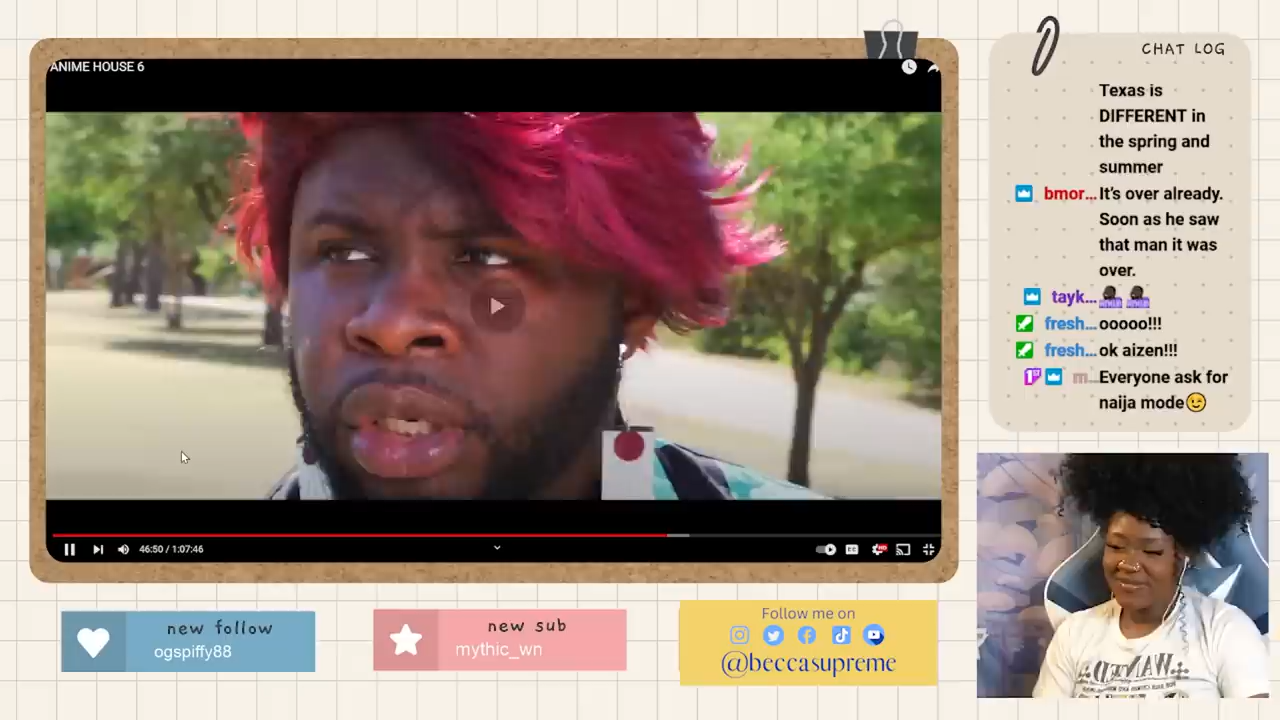 ANIME HOUSE 6
46:50 / 1:07:46
CHAT LOG
Texas is
DIFFERENT in
the spring and
summer
bmor... It's over already.
Soon as he saw
that man it was
over.
tayk...
fresh... ooooo!!!
fresh... ok aizen!!!
m... Everyone ask for
naija mode😉
new follow
ogspiffy88
new sub
mythic_wn
Follow me on
@beccasupreme
WANTED